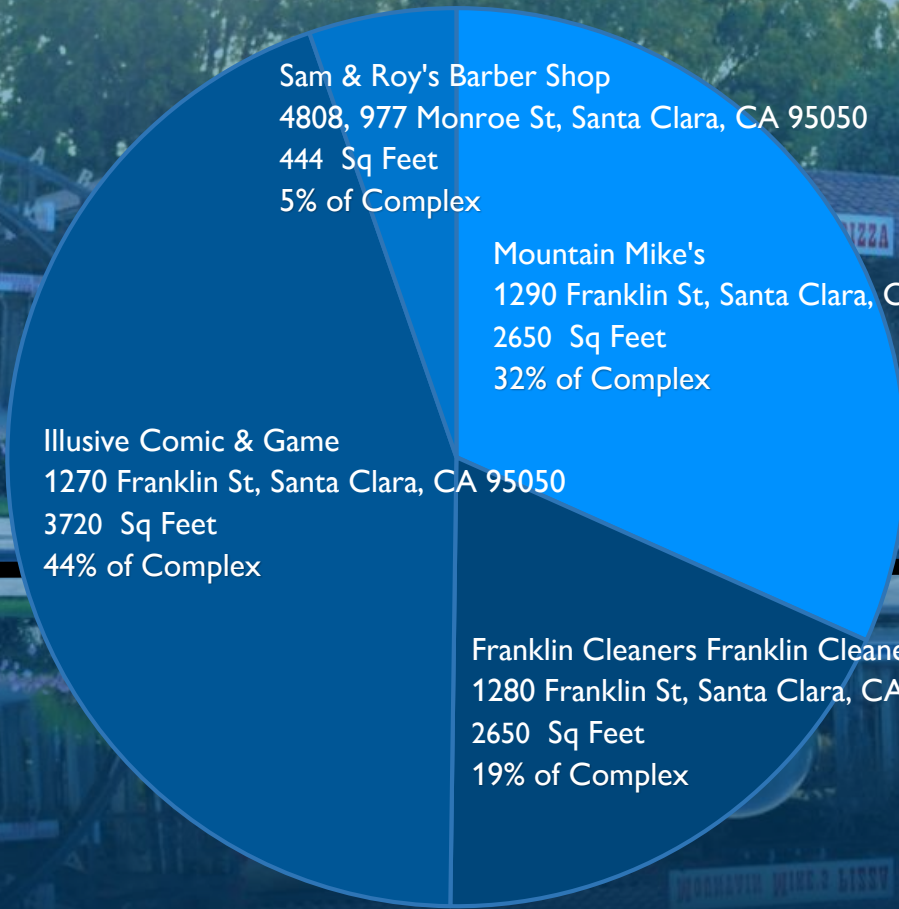 Sam & Roy's Barber Shop
4808, 977 Monroe St, Santa Clara, CA 95050
444 Sq Feet
5% of Complex
IZZA
Mountain Mike's
1290 Franklin St, Santa Clara, C
2650 Sq Feet
32% of Complex
Illusive Comic & Game
1270 Franklin St, Santa Clara, CA 95050
3720 Sq Feet
44% of Complex
Franklin Cleaners Franklin Cleane
1280 Franklin St, Santa Clara, CA
2650 Sq Feet
19% of Complex